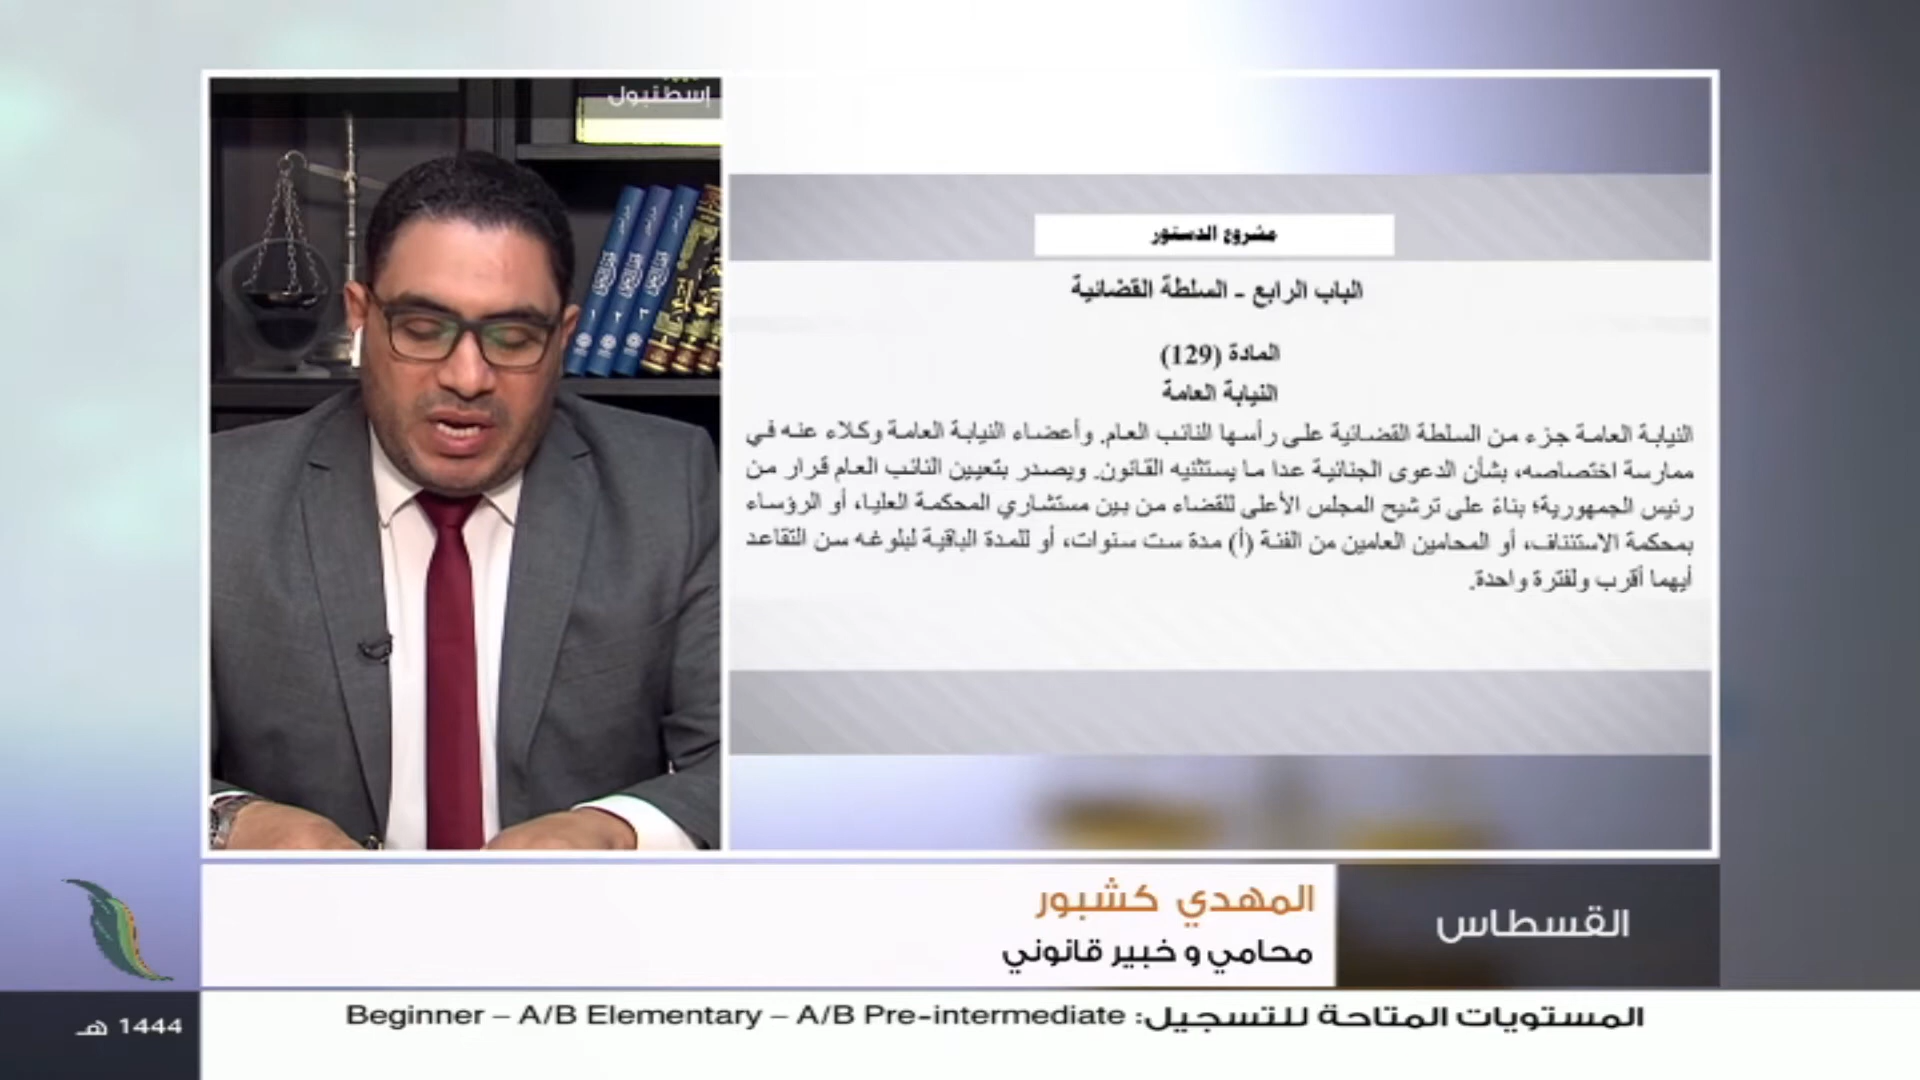 إسطنبول
مشروع الدستور
الباب الرابع - السلطة القضائية
المادة (129)
النيابة العامة
النيابة العامة جزء من السلطة القضائية على رأسها النائب العام. وأعضاء النيابة العامة وكلاء عنه في
ممارسة اختصاصه، بشأن الدعوى الجنائية عدا ما يستثنيه القانون. ويصدر بتعيين النائب العام قرار من
رئيس الجمهورية؛ بناءً على ترشيح المجلس الأعلى للقضاء من بين مستشاري المحكمة العليا، أو الرؤساء
بمحكمة الاستئناف، أو المحامين العامين من الفئة (أ) مدة ست سنوات، أو للمدة الباقية لبلوغه سن التقاعد
أيهما أقرب ولفترة واحدة.
المهدي كشبور
محامي و خبير قانوني
القسطاس
المستويات المتاحة للتسجيل: Beginner – A/B Elementary – A/B Pre-intermediate
1444 هـ
١ ٢ ٣